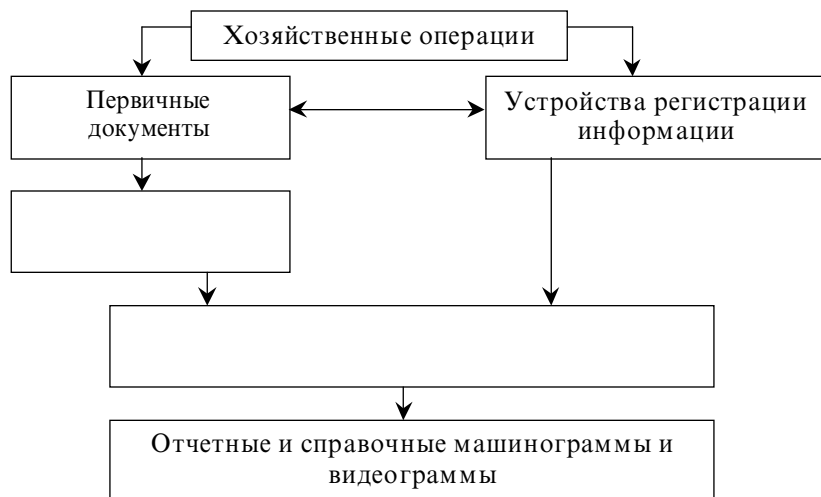 Хозяйственные операции
Первичные
документы
Устройства регистрации
информации
Отчетные и справочные машинограммы и
видеограммы